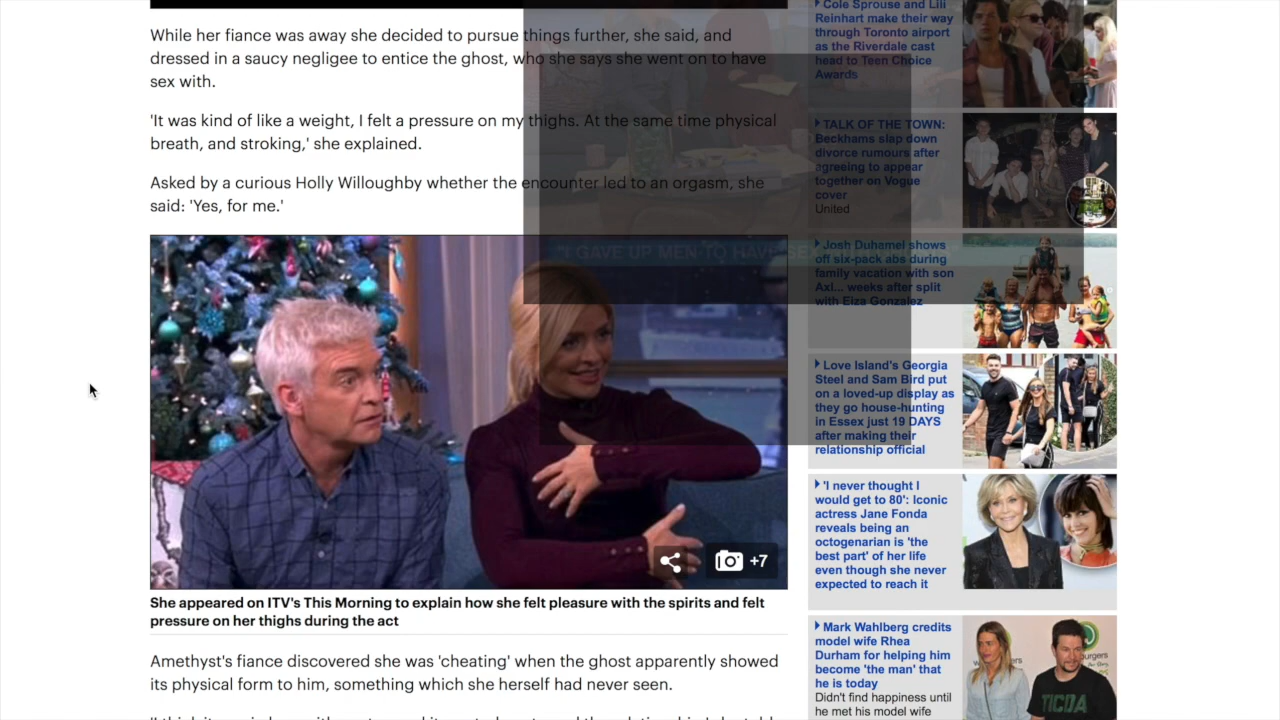 While her fiance was away she decided to pursue things further, she said, and
dressed in a saucy negligee to entice the ghost, who she says she went on to have
sex with.
'It was kind of like a weight, I felt a pressure on my thighs. At the same time physical
breath, and stroking,' she explained.
Asked by a curious Holly Willoughby whether the encounter led to an orgasm, she
said: 'Yes, for me.'
"I GAVE UP MEN TO HAVE SE
+7
She appeared on ITV's This Morning to explain how she felt pleasure with the spirits and felt
pressure on her thighs during the act
Amethyst's fiance discovered she was 'cheating' when the ghost apparently showed
its physical form to him, something which she herself had never seen.
Cole Sprouse and Lili
Reinhart make their way
through Toronto airport
as the Riverdale cast
head to Teen Choice
Awards
TALK OF THE TOWN:
Beckhams slap down
divorce rumours after
agreeing to appear
together on Vogue
cover
United
Josh Duhamel shows
off six-pack abs during
family vacation with son
Axl... weeks after split
with Eiza Gonzalez
Love Island's Georgia
Steel and Sam Bird put
on a loved-up display as
they go house-hunting
in Essex just 19 DAYS
after making their
relationship official
'I never thought I
would get to 80': Iconic
actress Jane Fonda
reveals being an
octogenarian is 'the
best part' of her life
even though she never
expected to reach it
Mark Wahlberg credits
model wife Rhea
Durham for helping him
become 'the man' that
he is today
Didn't find happiness until
he met his model wife